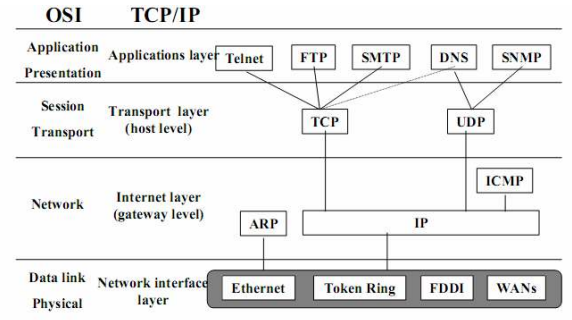 OSI TCP/IP
Application
Presentation
Applications layer
Telnet FTP SMTP DNS SNMP
Session
Transport
Transport layer
(host level)
TCP UDP
Network
Internet layer
(gateway level)
ICMP
ARP IP
Data link
Physical
Network interface
layer
Ethernet Token Ring FDDI WANs